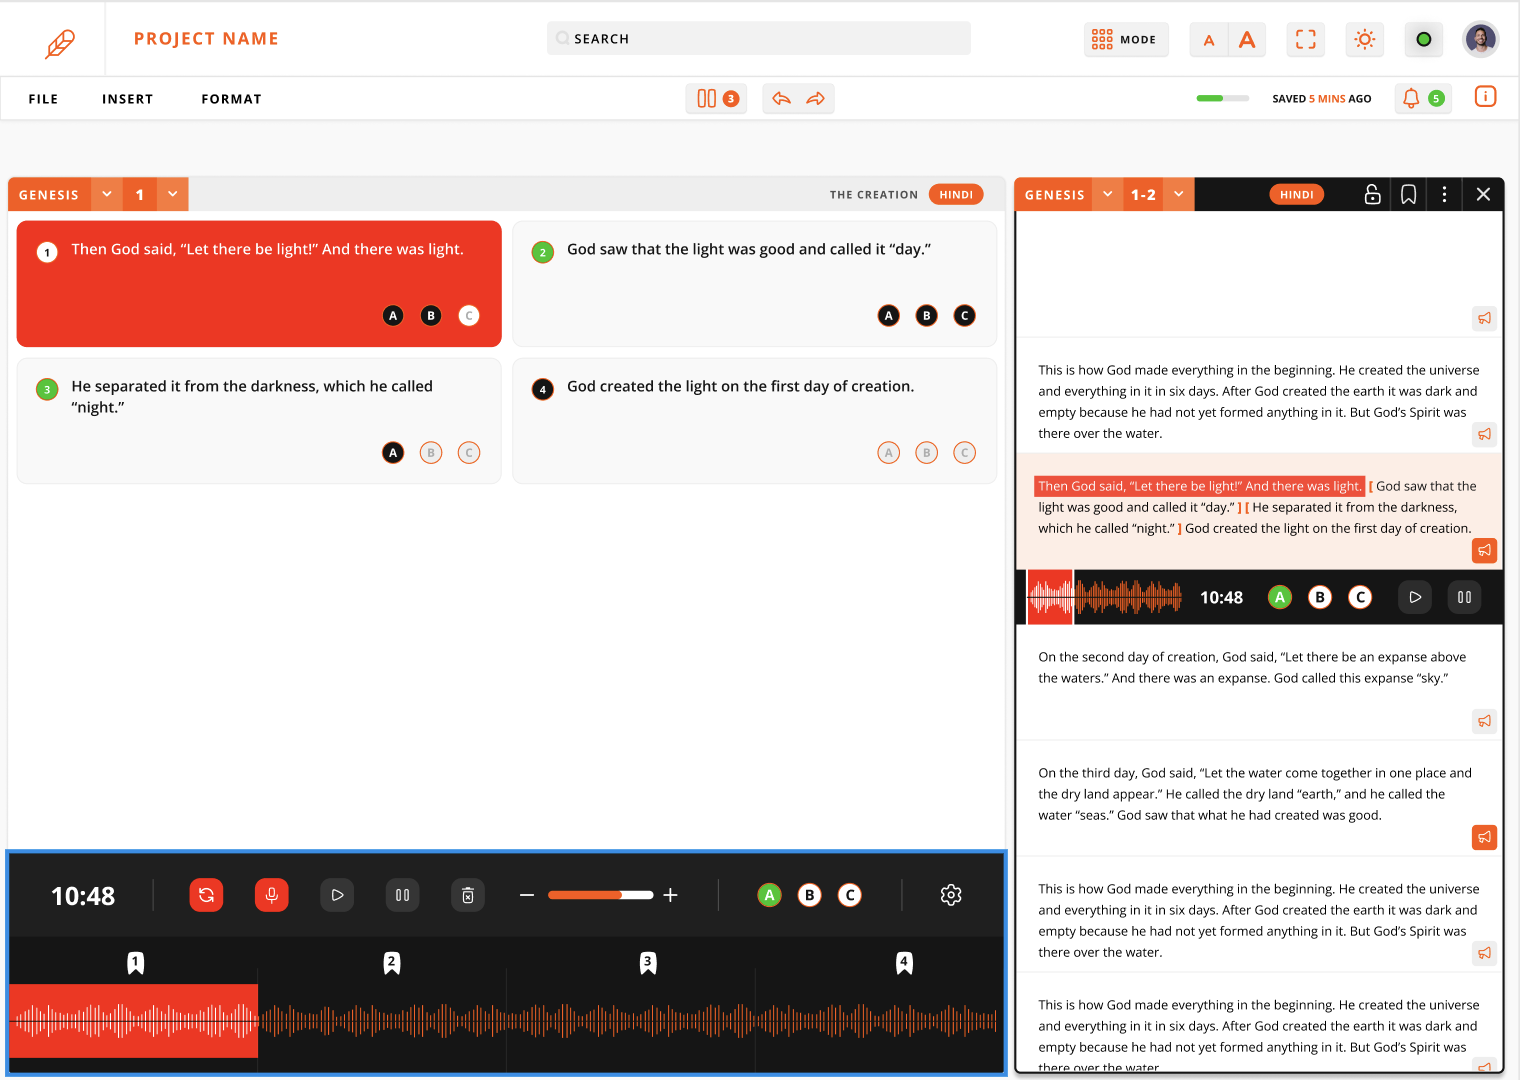 PROJECT NAME
SEARCH
MODE
A A
FILE INSERT FORMAT
3
SAVED 5 MINS AGO
5
GENESIS 1
THE CREATION HINDI
1 Then God said, “Let there be light!” And there was light.
A B C
2 God saw that the light was good and called it “day.”
A B C
3 He separated it from the darkness, which he called
“night.”
A B C
4 God created the light on the first day of creation.
A B C
10:48
A B C
1 2 3 4
GENESIS 1-2 HINDI
This is how God made everything in the beginning. He created the universe
and everything in it in six days. After God created the earth it was dark and
empty because he had not yet formed anything in it. But God’s Spirit was
there over the water.
Then God said, “Let there be light!” And there was light. [ God saw that the
light was good and called it “day.” ] [ He separated it from the darkness,
which he called “night.” ] God created the light on the first day of creation.
10:48 A B C
On the second day of creation, God said, “Let there be an expanse above
the waters.” And there was an expanse. God called this expanse “sky.”
On the third day, God said, “Let the water come together in one place and
the dry land appear.” He called the dry land “earth,” and he called the
water “seas.” God saw that what he had created was good.
This is how God made everything in the beginning. He created the universe
and everything in it in six days. After God created the earth it was dark and
empty because he had not yet formed anything in it. But God’s Spirit was
there over the water.
This is how God made everything in the beginning. He created the universe
and everything in it in six days. After God created the earth it was dark and
empty because he had not yet formed anything in it. But God’s Spirit was
there over the water.